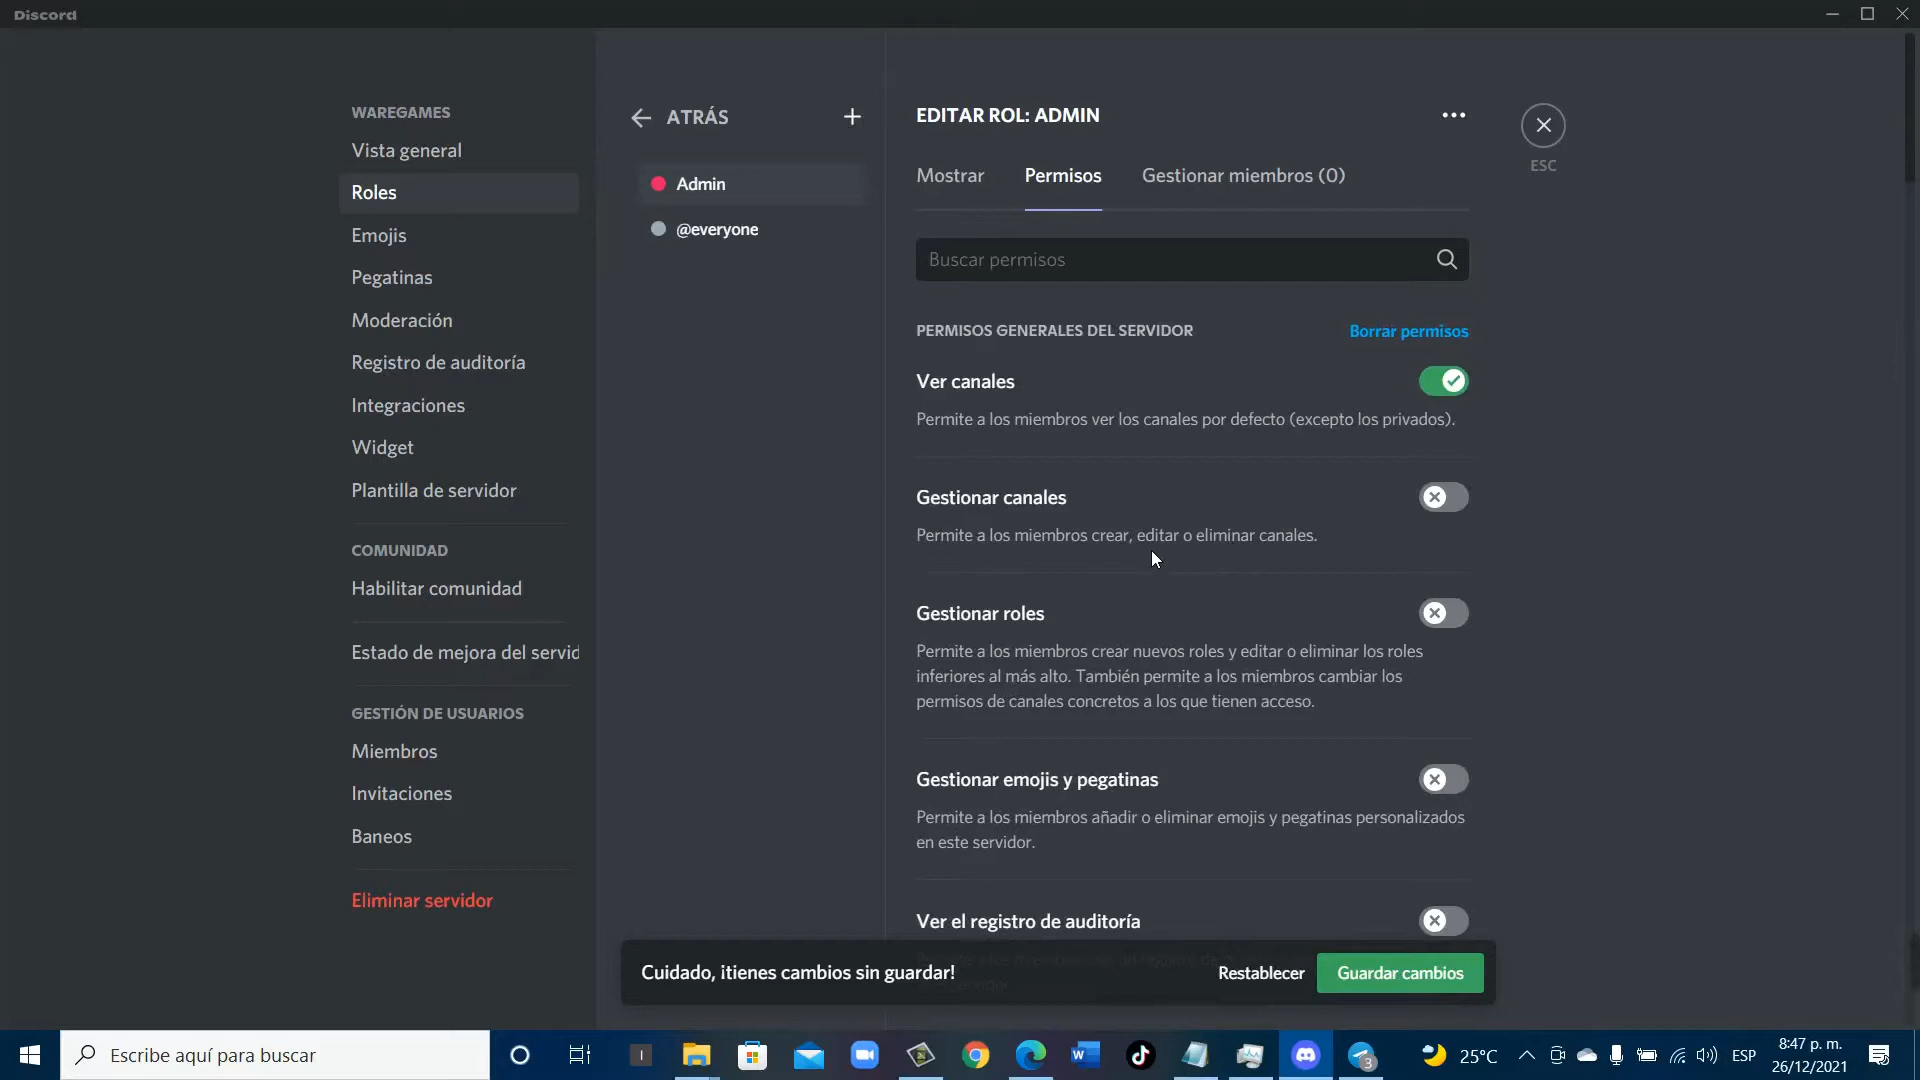 Discord
WAREGAMES
Vista general
Roles
Emojis
Pegatinas
Moderación
Registro de auditoría
Integraciones
Widget
Plantilla de servidor
COMUNIDAD
Habilitar comunidad
Estado de mejora del servid
GESTIÓN DE USUARIOS
Miembros
Invitaciones
Baneos
Eliminar servidor
ATRÁS
Admin
@everyone
EDITAR ROL: ADMIN
Mostrar
Permisos
Gestionar miembros (0)
ESC
Buscar permisos
PERMISOS GENERALES DEL SERVIDOR
Borrar permisos
Ver canales
Permite a los miembros ver los canales por defecto (excepto los privados).
Gestionar canales
Permite a los miembros crear, editar o eliminar canales.
Gestionar roles
Permite a los miembros crear nuevos roles y editar o eliminar los roles
inferiores al más alto. También permite a los miembros cambiar los
permisos de canales concretos a los que tienen acceso.
Gestionar emojis y pegatinas
Permite a los miembros añadir o eliminar emojis y pegatinas personalizados
en este servidor.
Ver el registro de auditoría
Cuidado, ¡tienes cambios sin guardar!
Restablecer
Guardar cambios
Escribe aquí para buscar
3
25°C
ESP
8:47 p. m.
26/12/2021